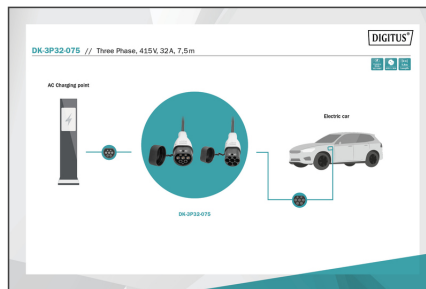 DIGITUS®
DK-3P32-075 // Three Phase, 415V, 32A, 7,5m
AC Charging point
Electric car
DK-3P32-075